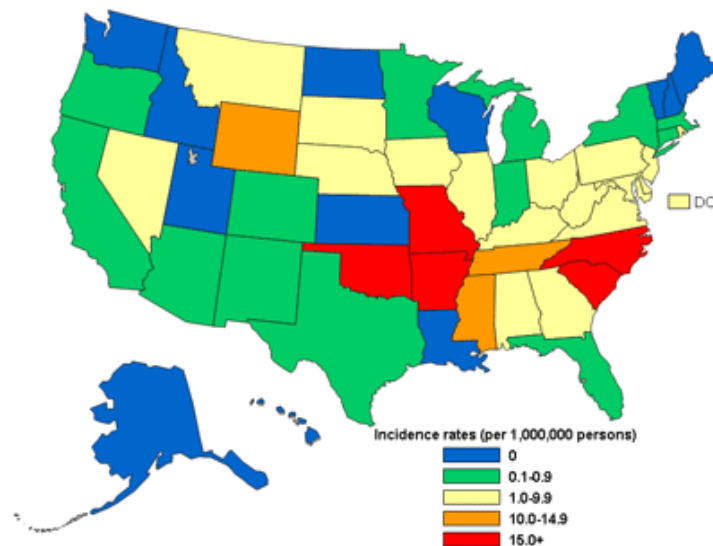 DC
Incidence rates (per 1,000,000 persons)
0
0.1-0.9
1.0-9.9
10.0-14.9
15.0+